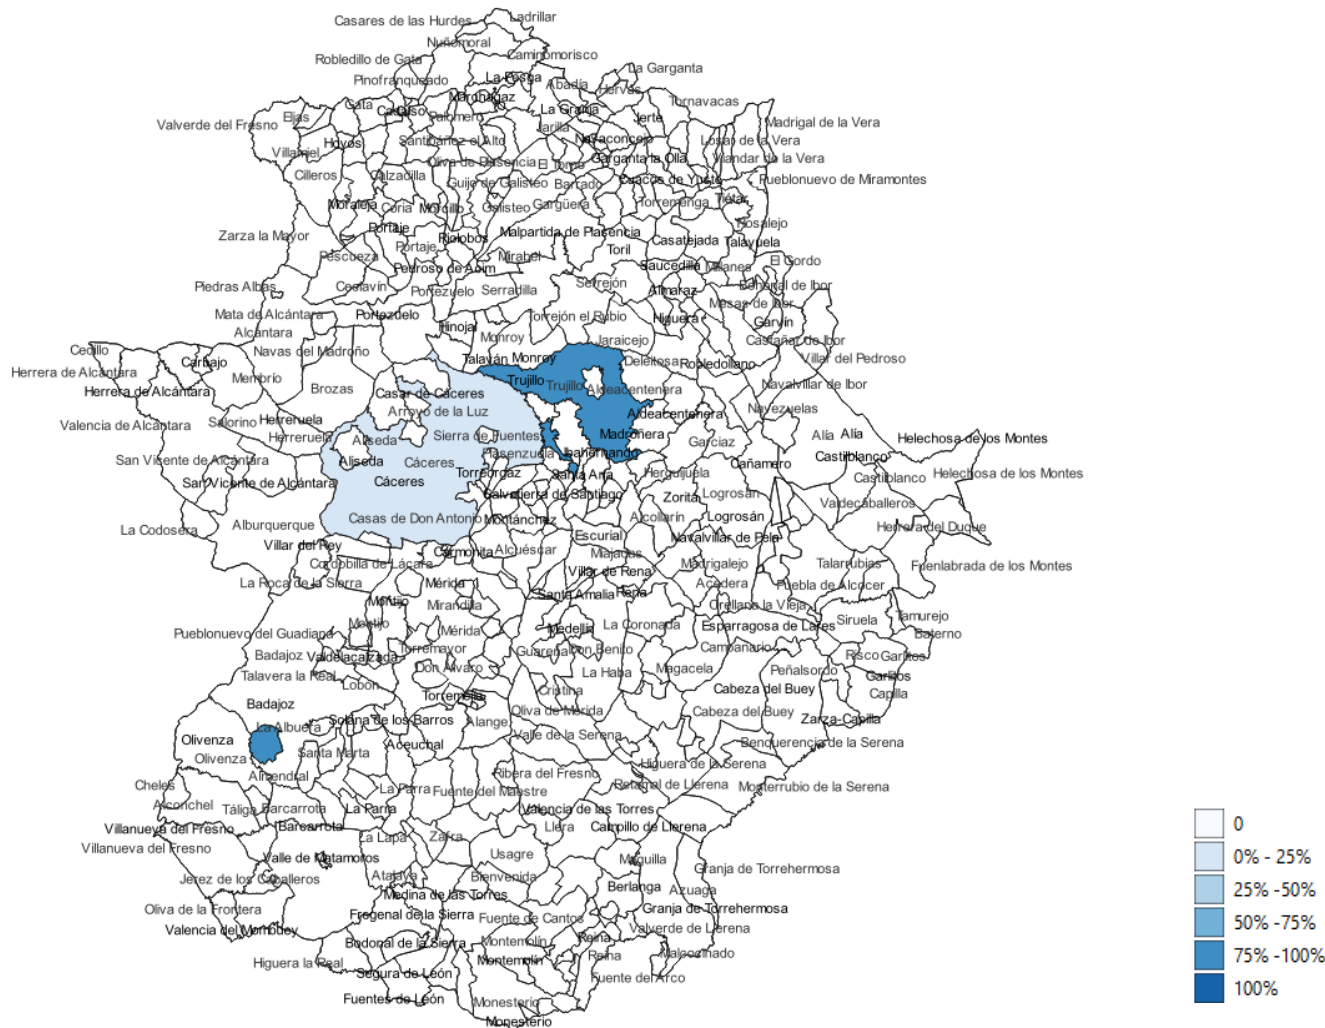 Ladrillar
Casares de las Hurdes
Nuñomoral
Caminomorisco
Robledillo de Gata
La Garganta
Pinofranqueado
La Pesga
Abadía
Hervás
Marchagaz
Tornavacas
Gata
Cadalso
Palomero
La Granja
Jerte
Eljas
Valverde del Fresno
Jarilla
Madrigal de la Vera
Hoyos
Santibáñez el Alto
Navaconcejo
Losar de la Vera
Villamiel
Oliva de Plasencia
El Torno
Garganta la Olla
Viandar de la Vera
Cilleros
Calzadilla
Guijo de Galisteo
Barrado
Cuacos de Yuste
Pueblonuevo de Miramontes
Moraleja
Coria
Morcillo
Galisteo
Gargüera
Torremenga
Tiétar
Rosalejo
Zarza la Mayor
Portaje
Riolobos
Malpartida de Plasencia
Casatejada
Talayuela
Portaje
Toril
Pescueza
Mirabel
El Gordo
Pedroso de Acim
Saucedilla
Millanes
Piedras Albas
Ceclavín
Portezuelo
Serradilla
Serrejón
Almaraz
Berrocal de Ibor
Mesas de Ibor
Mata de Alcántara
Portezuelo
Hinojal
Torrejón el Rubio
Higuera
Garvín
Alcántara
Monroy
Jaraicejo
Castañar de Ibor
Cedillo
Carbajo
Navas del Madroño
Talaván
Monroy
Deleitosa
Robledollano
Villar del Pedroso
Herrera de Alcántara
Membrío
Trujillo
Trujillo
Aldeacentenera
Navalvillar de Ibor
Herrera de Alcántara
Brozas
Casar de Cáceres
Arroyo de la Luz
Aldeacentenera
Navezuelas
Valencia de Alcántara
Salorino
Herreruela
Herreruela
Aliseda
Sierra de Fuentes
Madroñera
Garciaz
Alía
Alía
Helechosa de los Montes
Plasenzuela
Ibahernando
Castilblanco
San Vicente de Alcántara
Aliseda
Cáceres
Torreorgaz
Santa Ana
Herguijuela
Cañamero
Castilblanco
Helechosa de los Montes
San Vicente de Alcántara
Cáceres
Salvatierra de Santiago
Zorita
Logrosán
Valdecaballeros
La Codosera
Alburquerque
Casas de Don Antonio
Montánchez
Alcollarín
Logrosán
Herrera del Duque
Villar del Rey
Escurial
Navalvillar de Pela
Carmonita
Alcuéscar
Miajadas
Cordobilla de Lácara
Villar de Rena
Madrigalejo
Talarrubias
Fuenlabrada de los Montes
La Roca de la Sierra
Mérida
Acedera
Puebla de Alcocer
Montijo
Mirandilla
Santa Amalia
Rena
Orellana la Vieja
Tamurejo
Pueblonuevo del Guadiana
Montijo
Mérida
Medellín
La Coronada
Esparragosa de Lares
Siruela
Baterno
Badajoz
Valdelacalzada
Torremayor
Guareña
Don Benito
Campanario
Risco
Garlitos
Talavera la Real
Don Álvaro
La Haba
Magacela
Peñalsordo
Garlitos
Lobón
Cristina
Cabeza del Buey
Capilla
Badajoz
Torremejía
Oliva de Mérida
Cabeza del Buey
Zarza-Capilla
La Albuera
Solana de los Barros
Alange
Valle de la Serena
Olivenza
Aceuchal
Benquerencia de la Serena
Olivenza
Santa Marta
Higuera de la Serena
Almendral
Ribera del Fresno
Retamal de Llerena
Monterrubio de la Serena
Cheles
La Parra
Fuente del Maestre
Alconchel
Táliga
Barcarrota
La Parra
Valencia de las Torres
Villanueva del Fresno
Barcarrota
La Lapa
Zafra
Llera
Campillo de Llerena
Villanueva del Fresno
Valle de Matamoros
Usagre
Maguilla
Granja de Torrehermosa
Jerez de los Caballeros
Atalaya
Bienvenida
Berlanga
Azuaga
Medina de las Torres
Oliva de la Frontera
Fregenal de la Sierra
Fuente de Cantos
Granja de Torrehermosa
Valencia del Mombuey
Valverde de Llerena
Bodonal de la Sierra
Montemolín
Reina
Reina
Malcocinado
Higuera la Real
Segura de León
Montemolín
Fuente del Arco
Fuentes de León
Monesterio
Monesterio
0
0% - 25%
25% -50%
50% -75%
75% -100%
100%